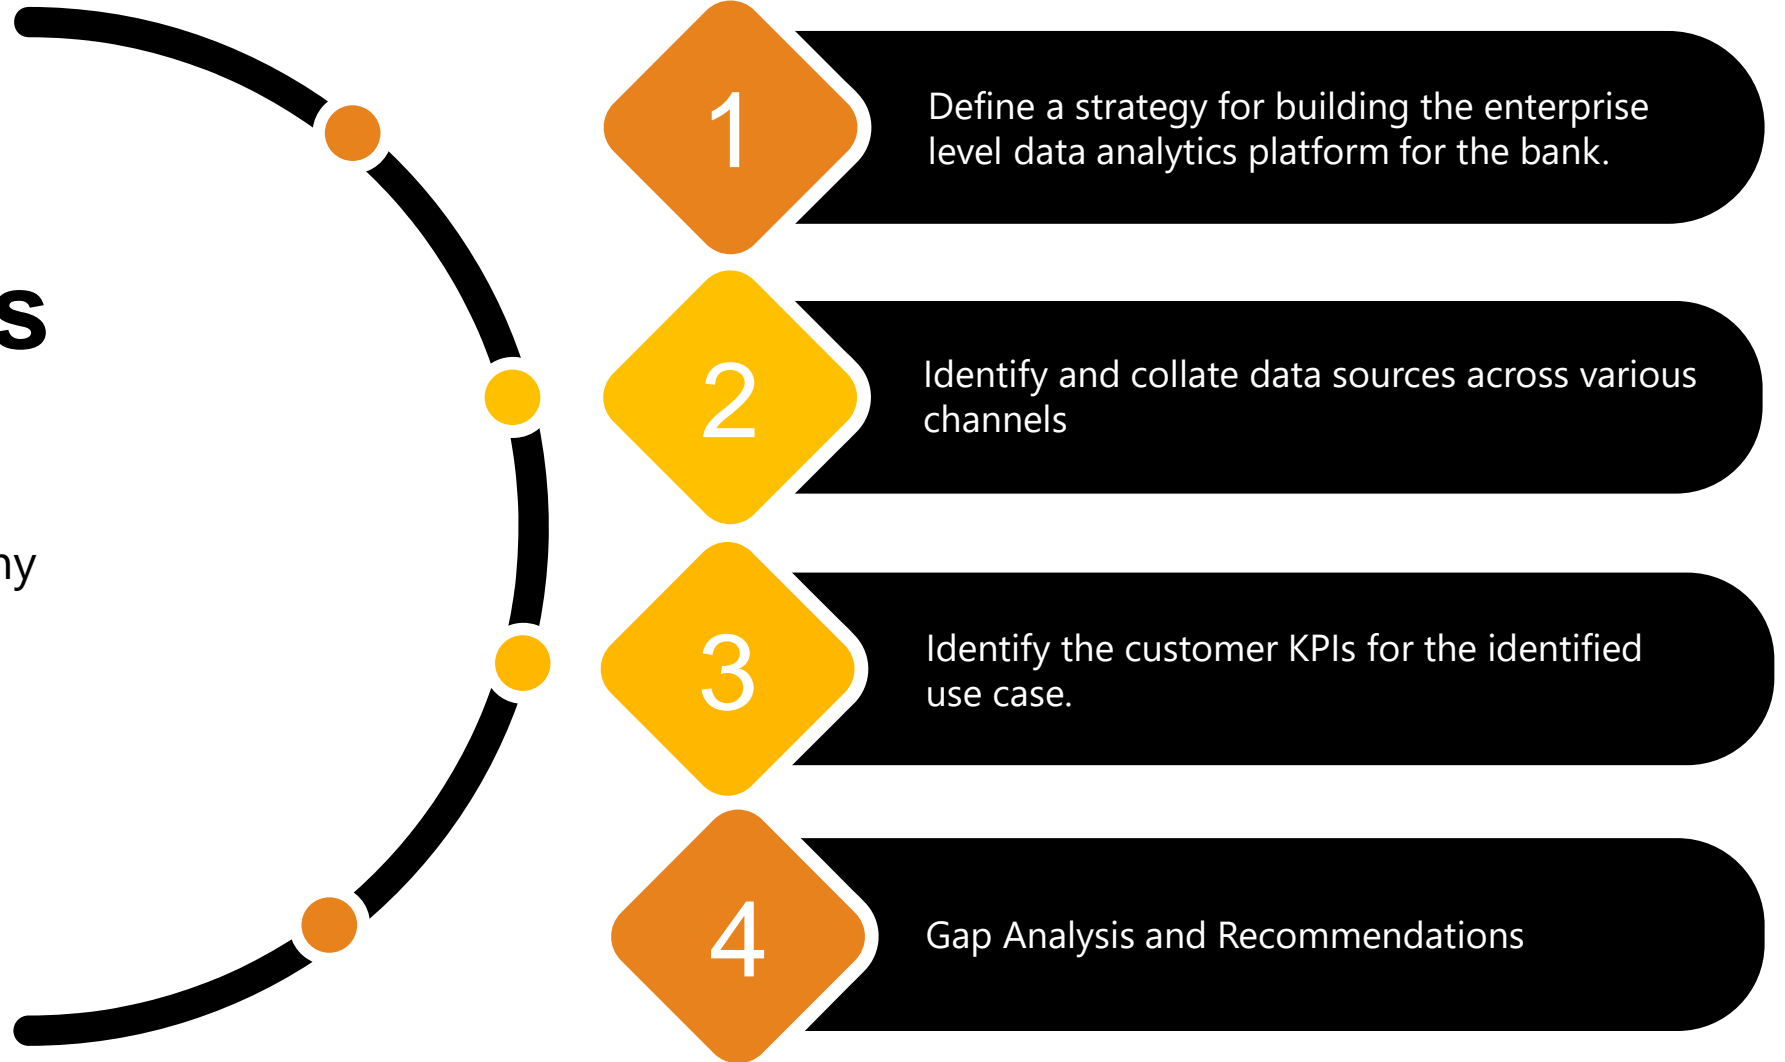 1
Define a strategy for building the enterprise
level data analytics platform for the bank.
2
Identify and collate data sources across various
channels
3
Identify the customer KPIs for the identified
use case.
4
Gap Analysis and Recommendations